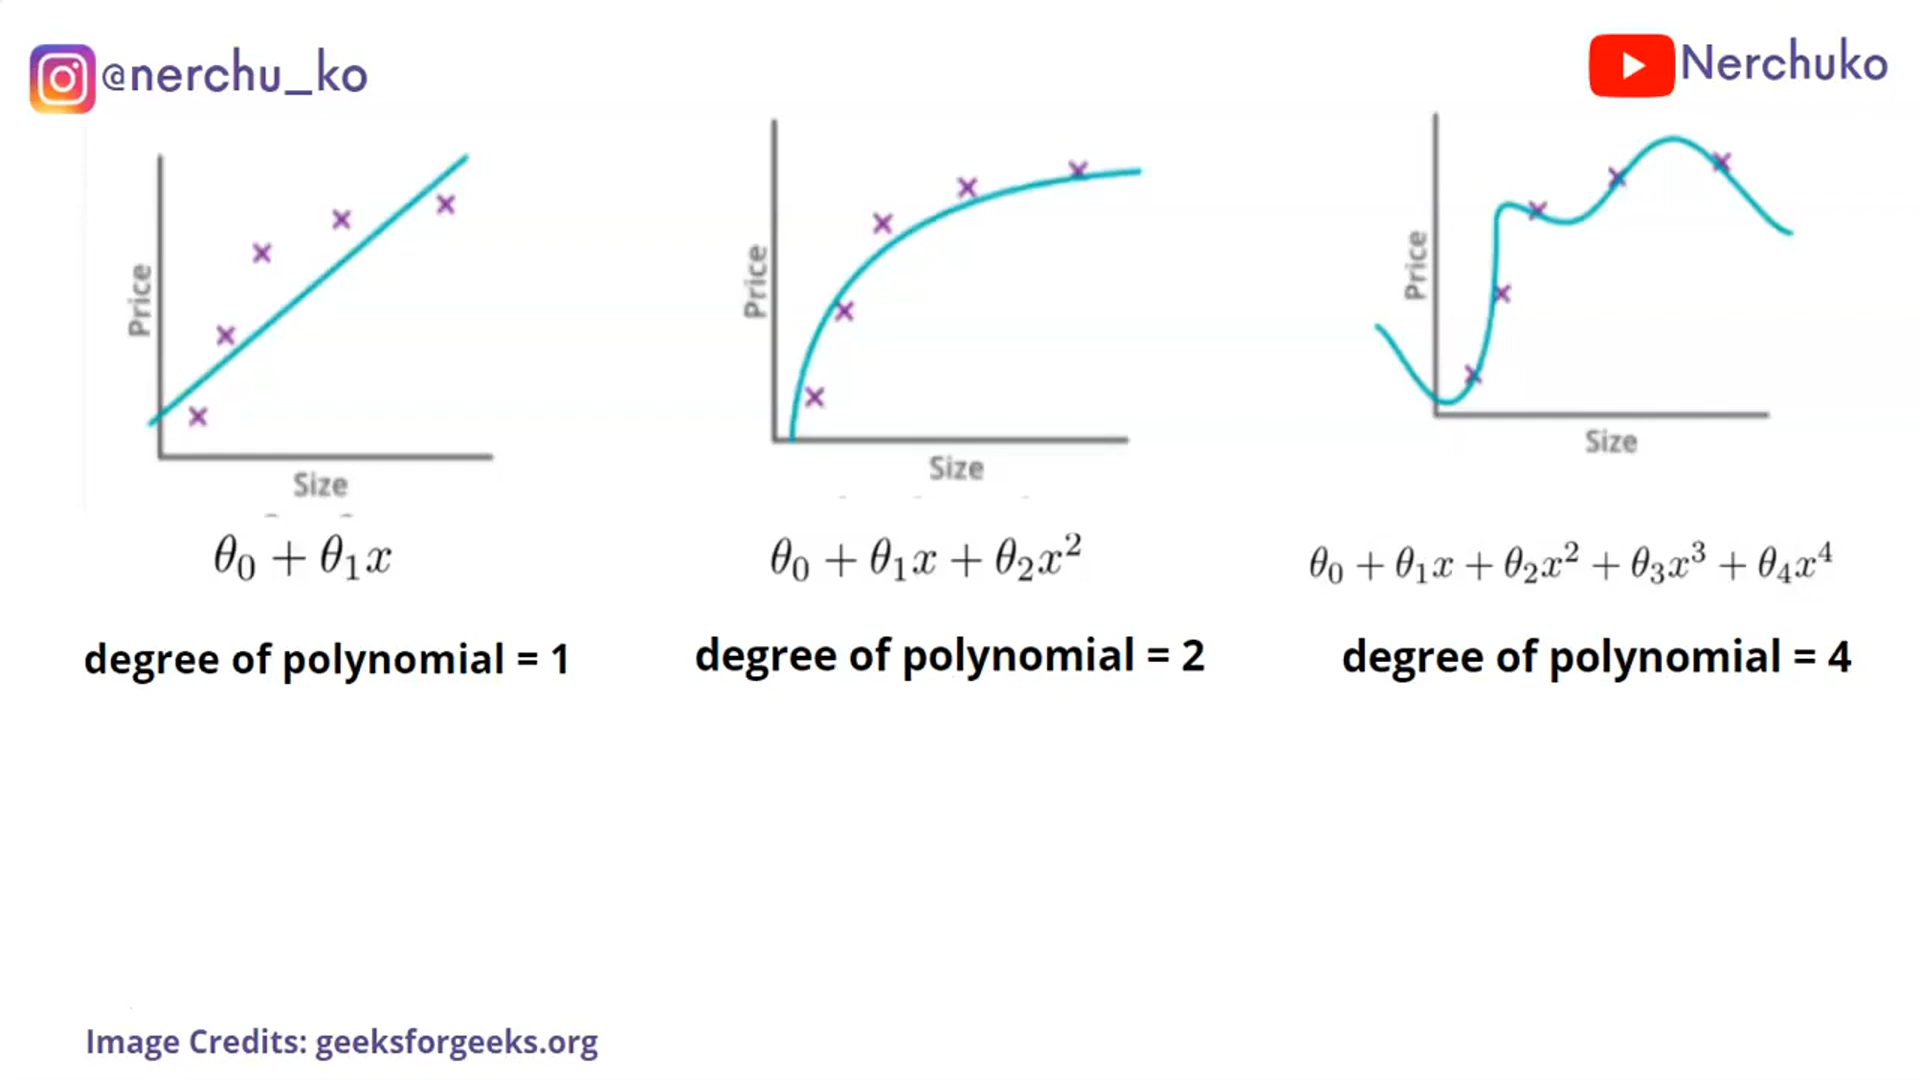 @nerchu_ko
Nerchuko
Price
Size
θ₀ + θ₁x
degree of polynomial = 1
Price
Size
θ₀ + θ₁x + θ₂x²
degree of polynomial = 2
Price
Size
θ₀ + θ₁x + θ₂x² + θ₃x³ + θ₄x⁴
degree of polynomial = 4
Image Credits: geeksforgeeks.org